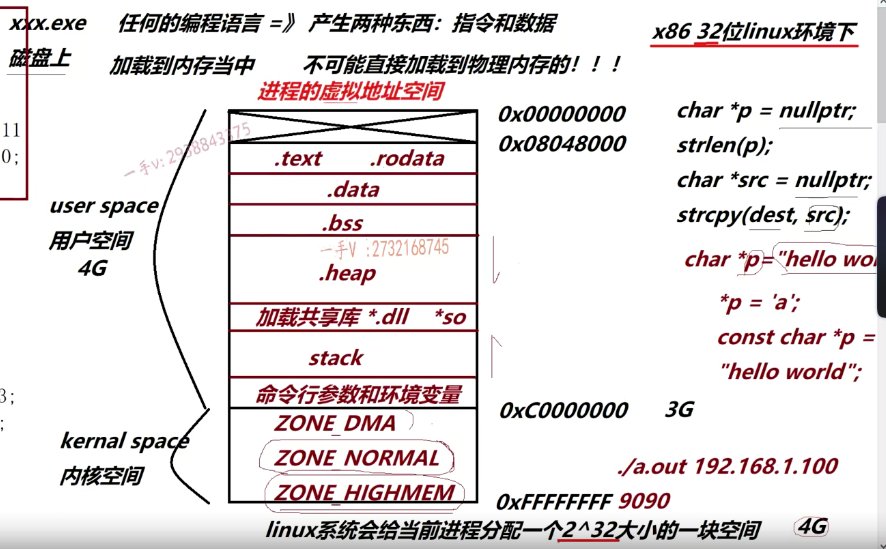 xxx.exe 任何的编程语言 =》 产生两种东西：指令和数据
x86 32位linux环境下
磁盘上
加载到内存当中 不可能直接加载到物理内存的！！！
进程的虚拟地址空间
11
0;
0x00000000
0x08048000
一手v:2938843375
.text .rodata
.data
.bss
一手V :2732168745
.heap
加载共享库 *.dll *so
stack
命令行参数和环境变量
user space
用户空间
4G
char *p = nullptr;
strlen(p);
char *src = nullptr;
strcpy(dest, src);
char *p="hello wor
*p = 'a';
const char *p =
"hello world";
3;
;
0xC0000000 3G
kernal space
内核空间
ZONE_DMA
ZONE_NORMAL
ZONE_HIGHMEM
./a.out 192.168.1.100
9090
0xFFFFFFFF
linux系统会给当前进程分配一个2^32大小的一块空间 4G